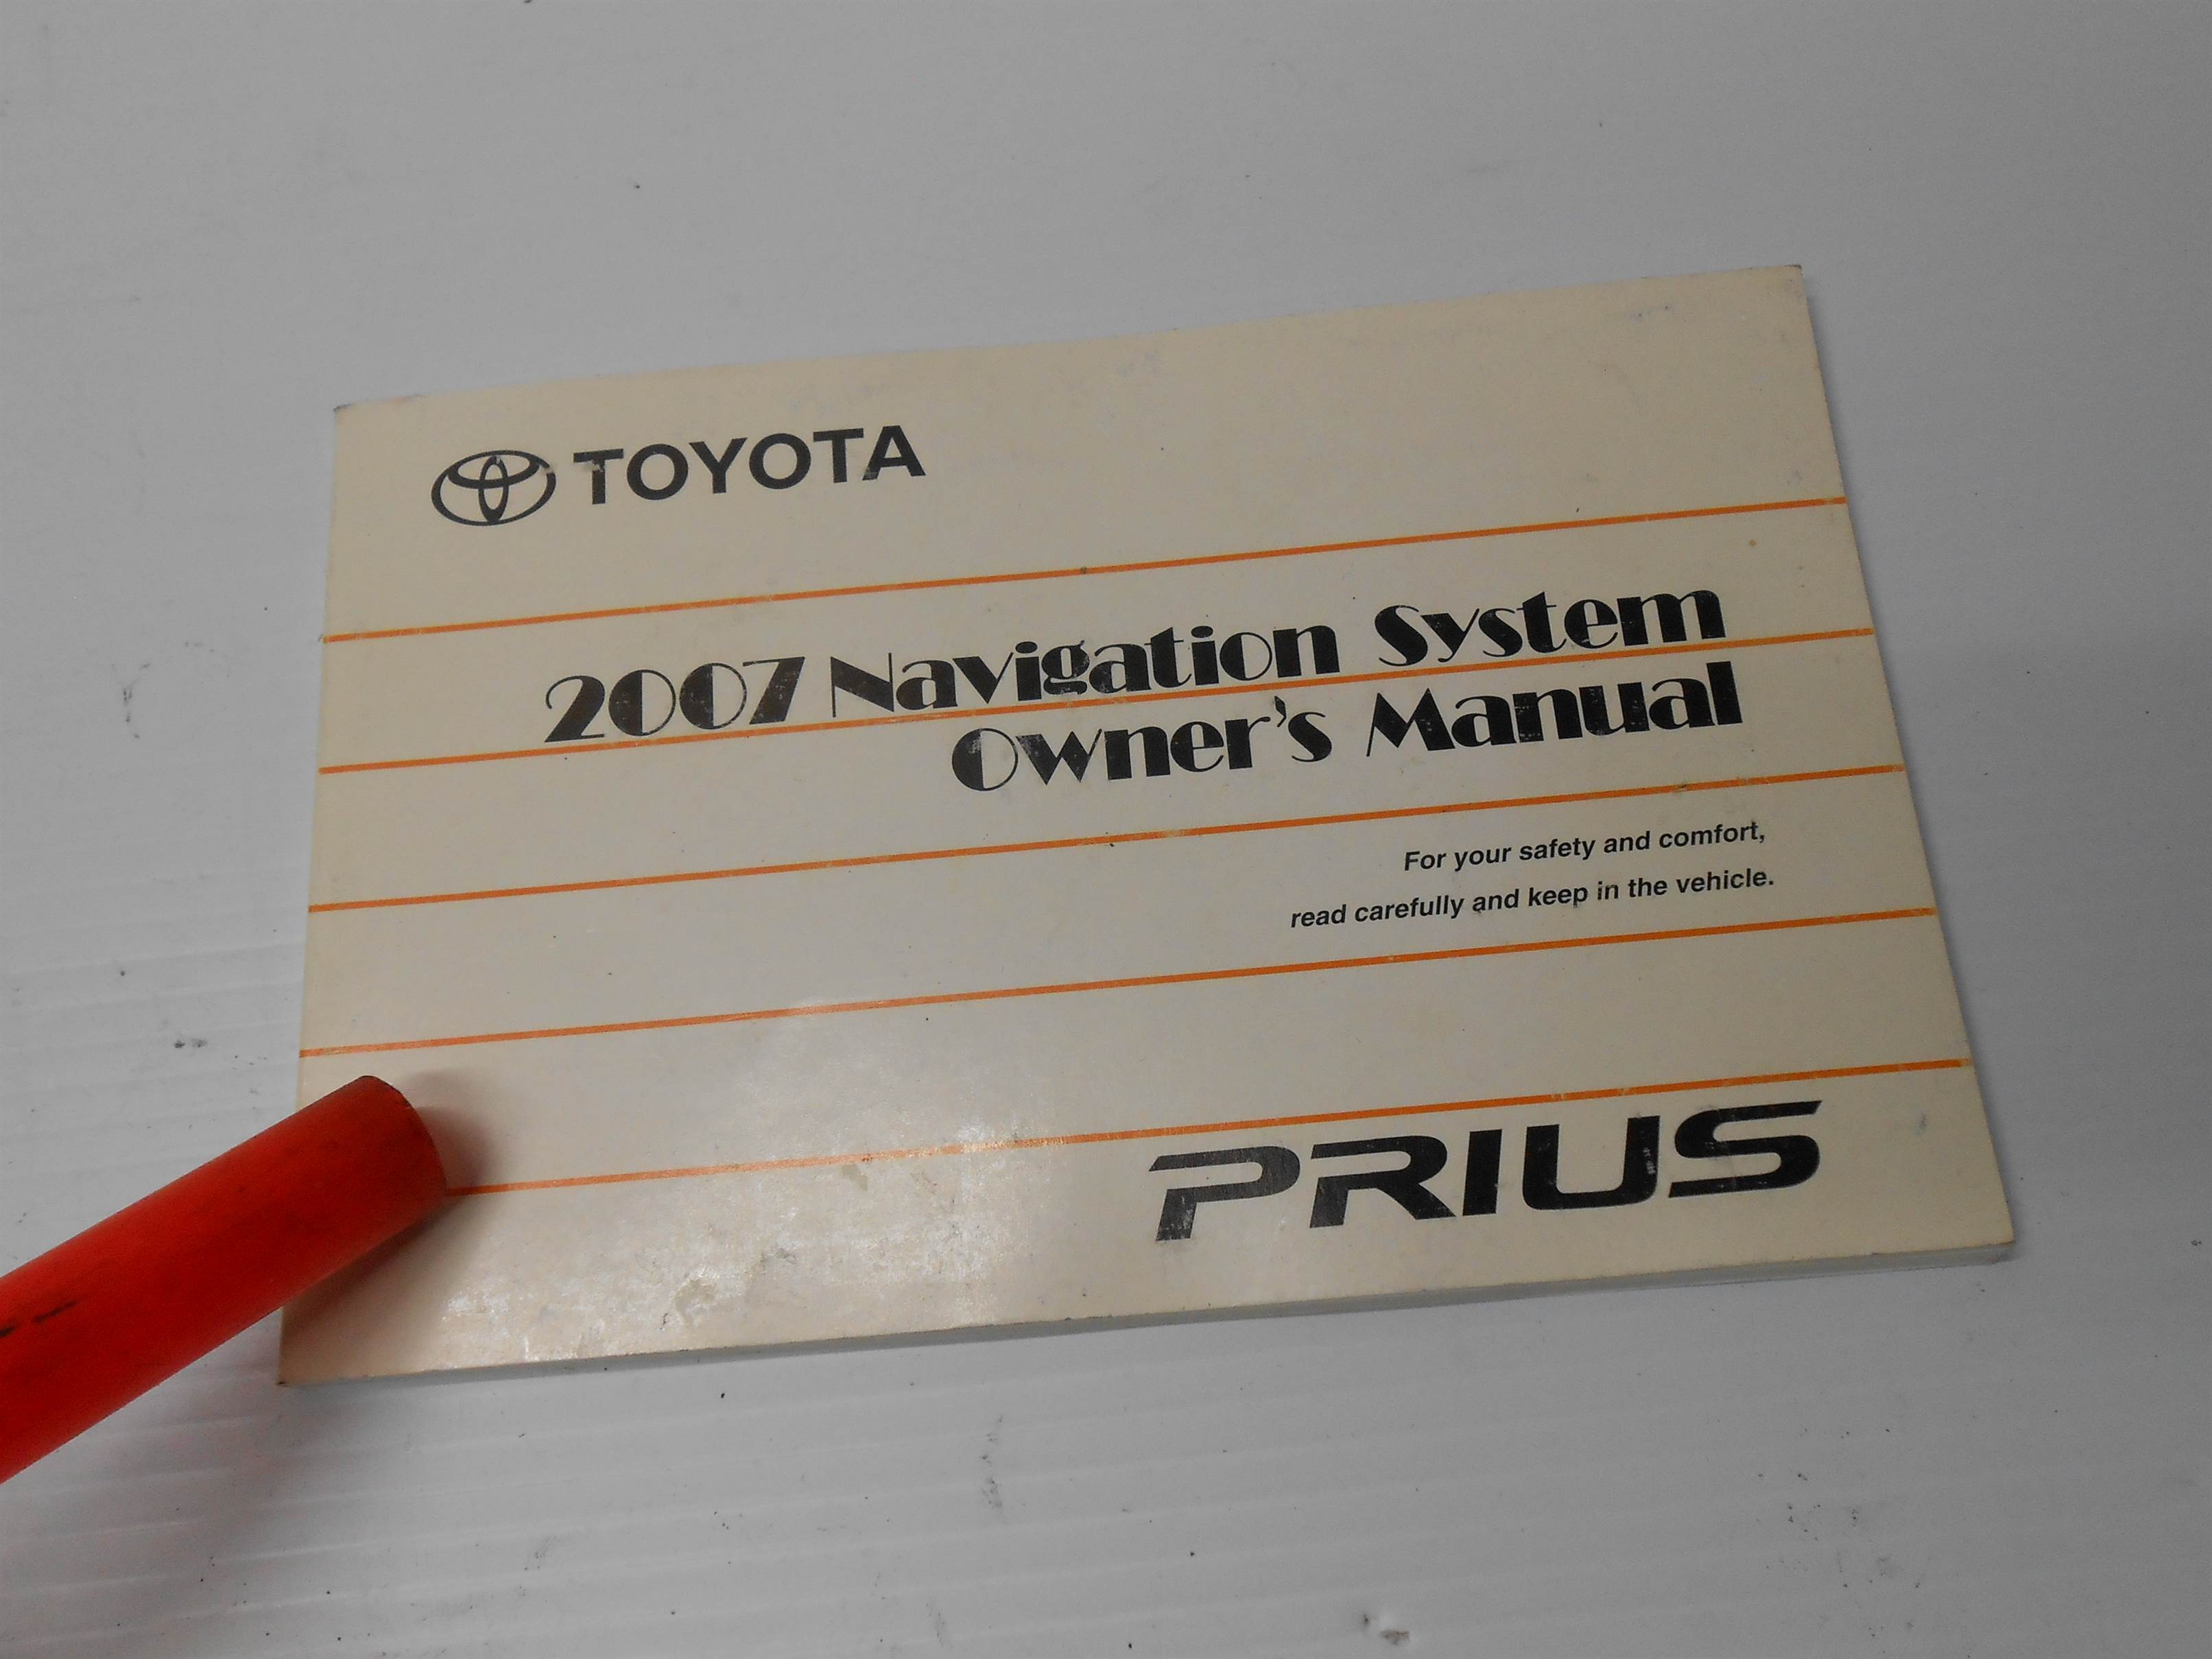 TOYOTA
2007 Navigation System
Owner's Manual
For your safety and comfort,
read carefully and keep in the vehicle.
PRIUS